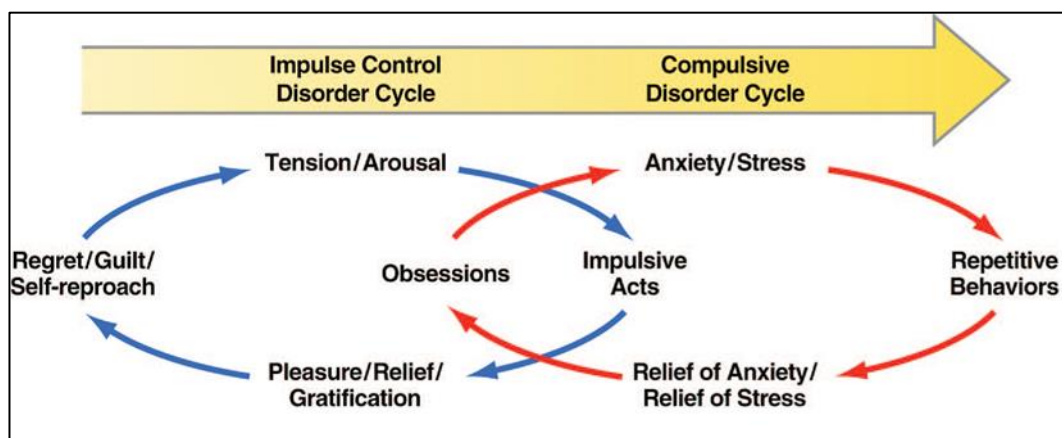 Impulse Control
Disorder Cycle
Compulsive
Disorder Cycle
Tension/Arousal
Anxiety/Stress
Regret/Guilt/
Self-reproach
Obsessions
Impulsive
Acts
Repetitive
Behaviors
Pleasure/Relief/
Gratification
Relief of Anxiety/
Relief of Stress